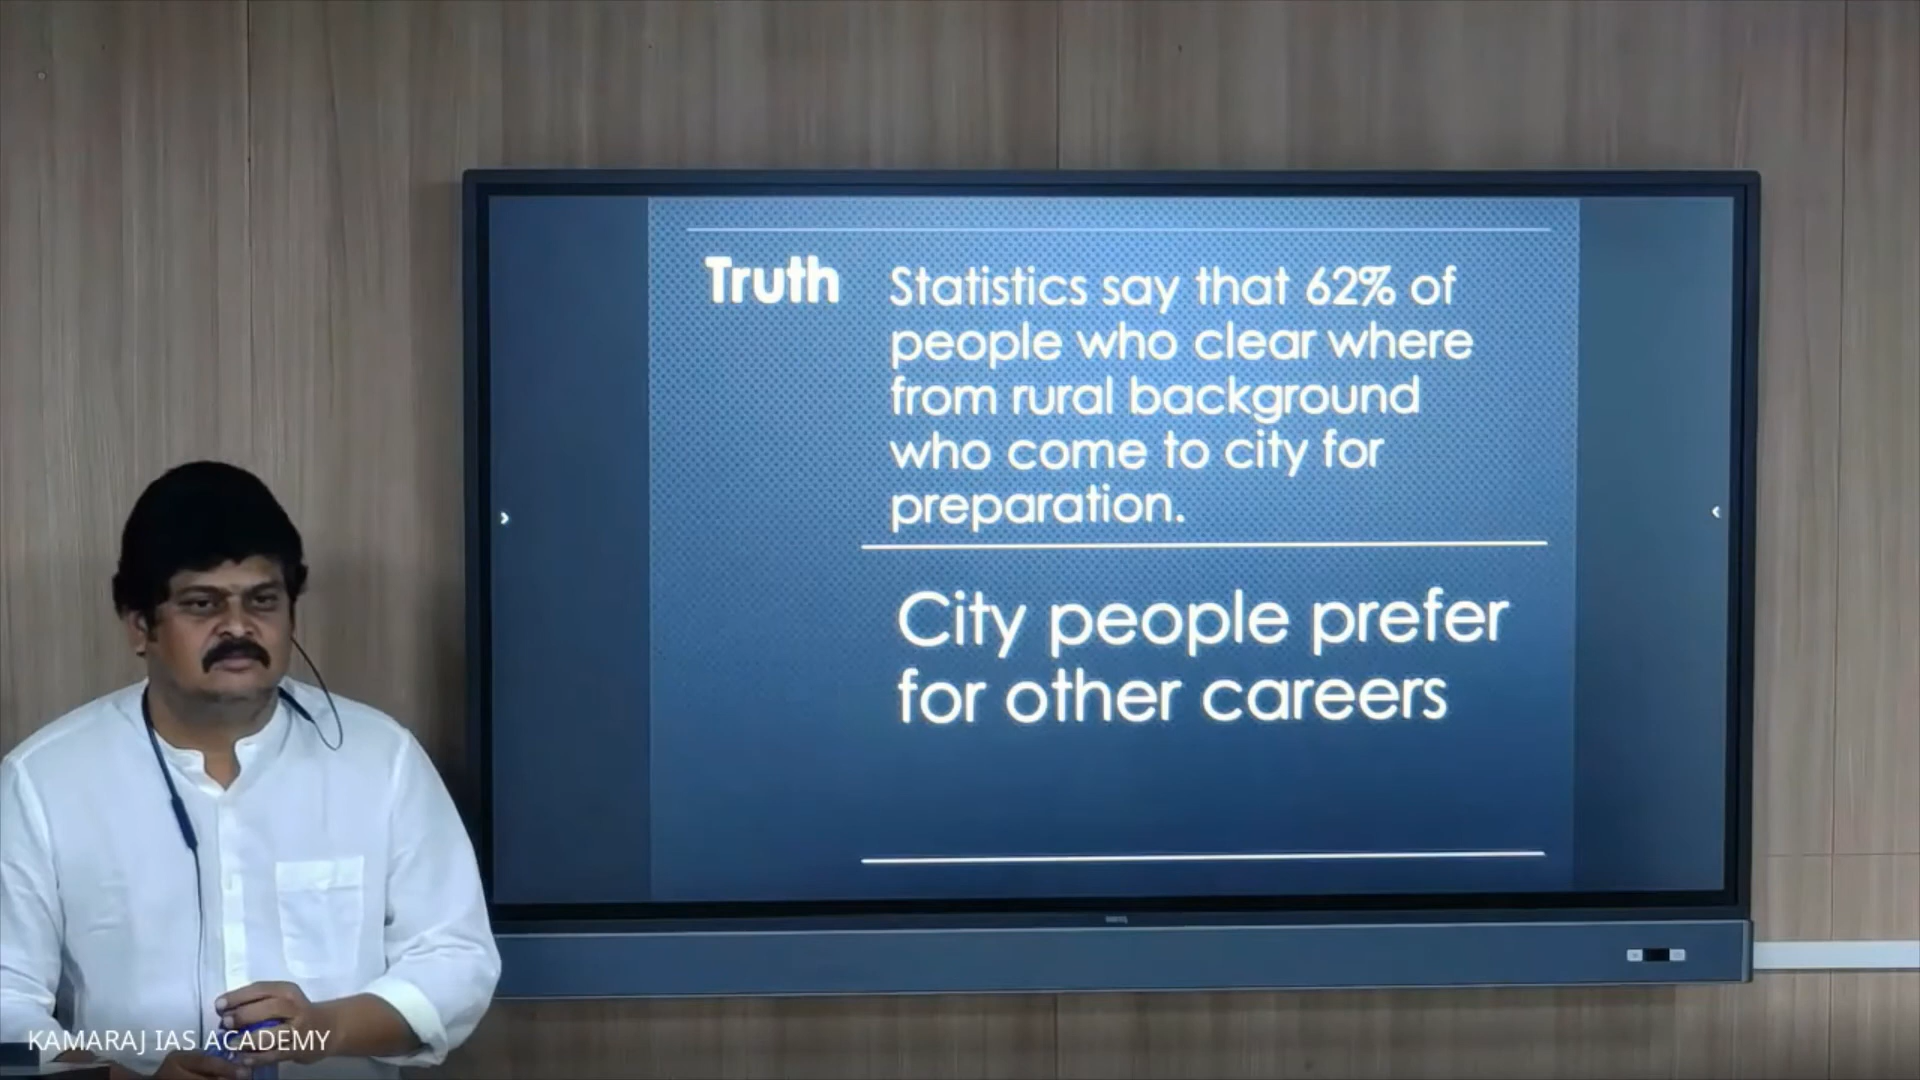 Truth
Statistics say that 62% of
people who clear where
from rural background
who come to city for
preparation.
City people prefer
for other careers
KAMARAJ IAS ACADEMY